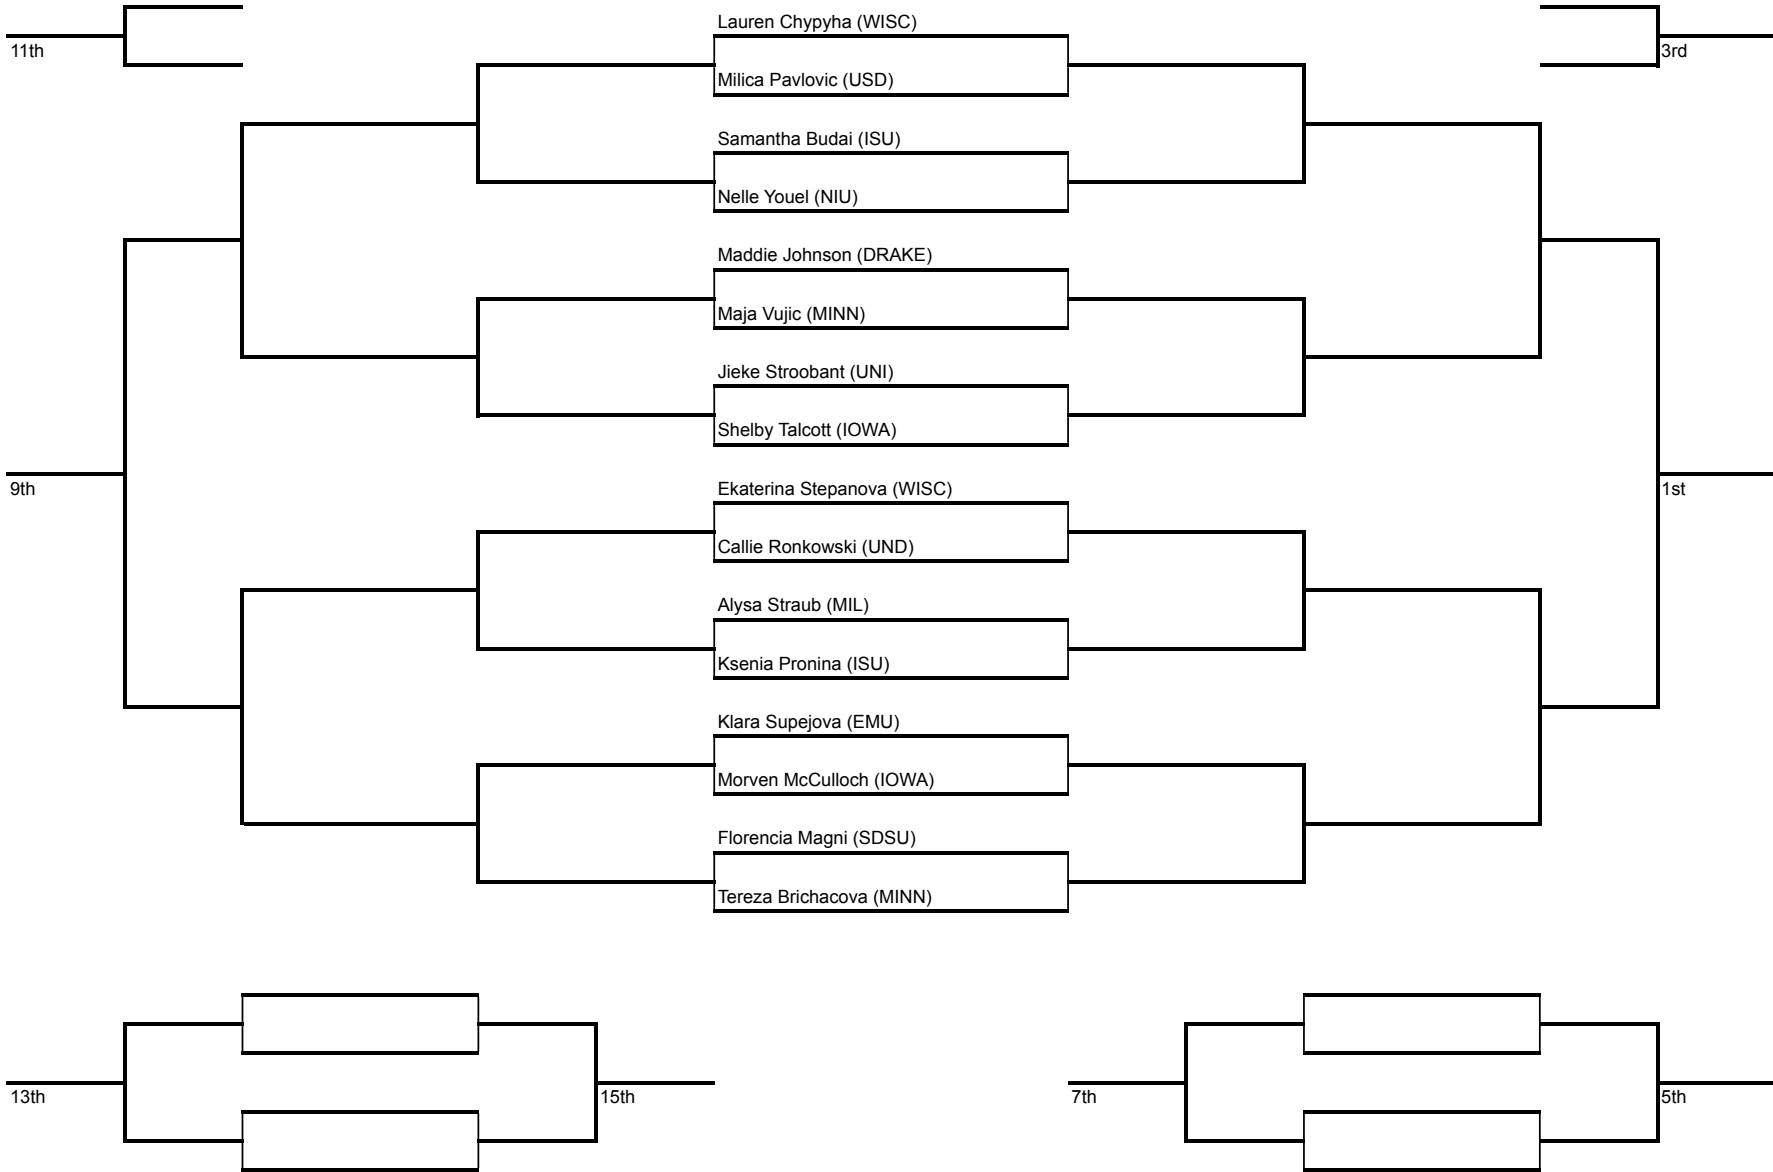 Lauren Chypyha (WISC)
11th
3rd
Milica Pavlovic (USD)
Samantha Budai (ISU)
Nelle Youel (NIU)
Maddie Johnson (DRAKE)
Maja Vujic (MINN)
Jieke Stroobant (UNI)
Shelby Talcott (IOWA)
9th
Ekaterina Stepanova (WISC)
1st
Callie Ronkowski (UND)
Alysa Straub (MIL)
Ksenia Pronina (ISU)
Klara Supejova (EMU)
Morven McCulloch (IOWA)
Florencia Magni (SDSU)
Tereza Brichacova (MINN)
13th
15th
7th
5th